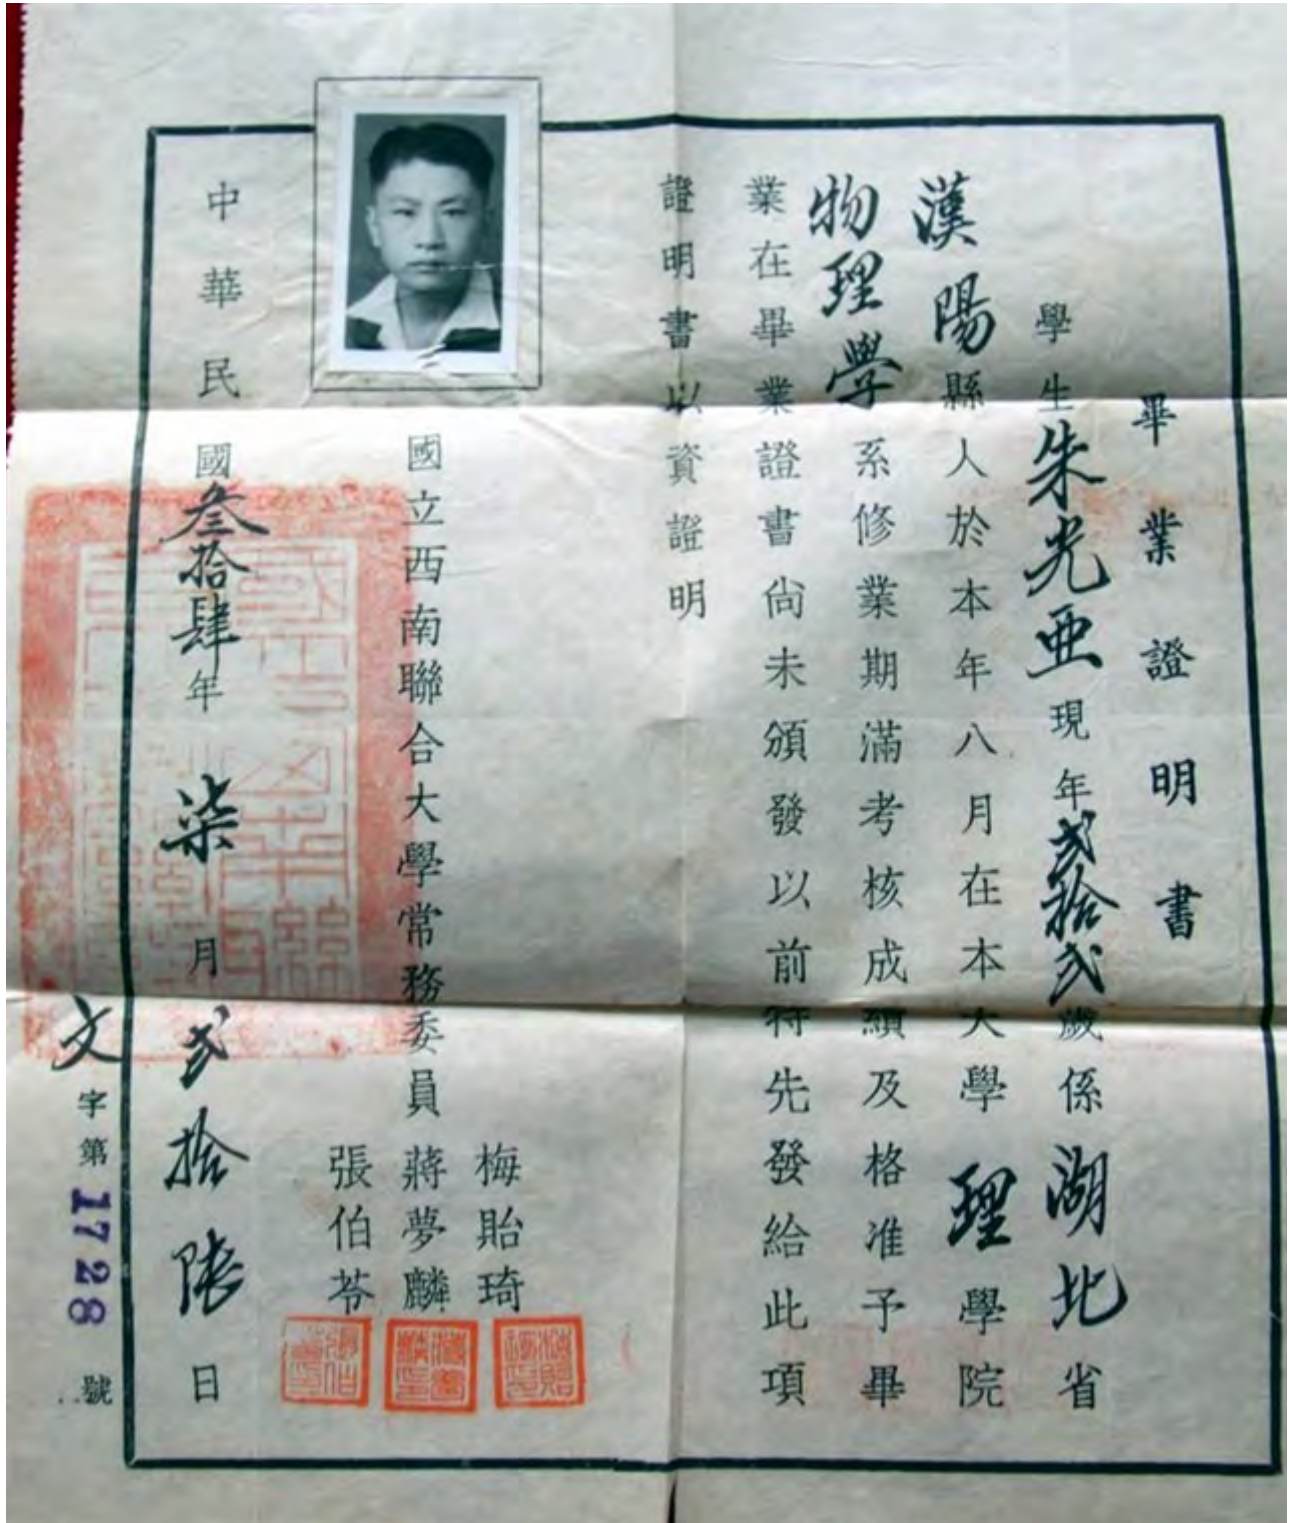 畢業證明書
學生朱光亞現年弍拾弍歲係湖北省
漢陽縣人於本年八月在本大學理學院
物理學系修業期滿考核成績及格准予畢
業在畢業證書尚未頒發以前特先發給此項
證明書以資證明
國立西南聯合大學常務委員
梅貽琦
蔣夢麟
張伯苓
中華民國叁拾肆年柒月弍拾陸日
文字第1728號